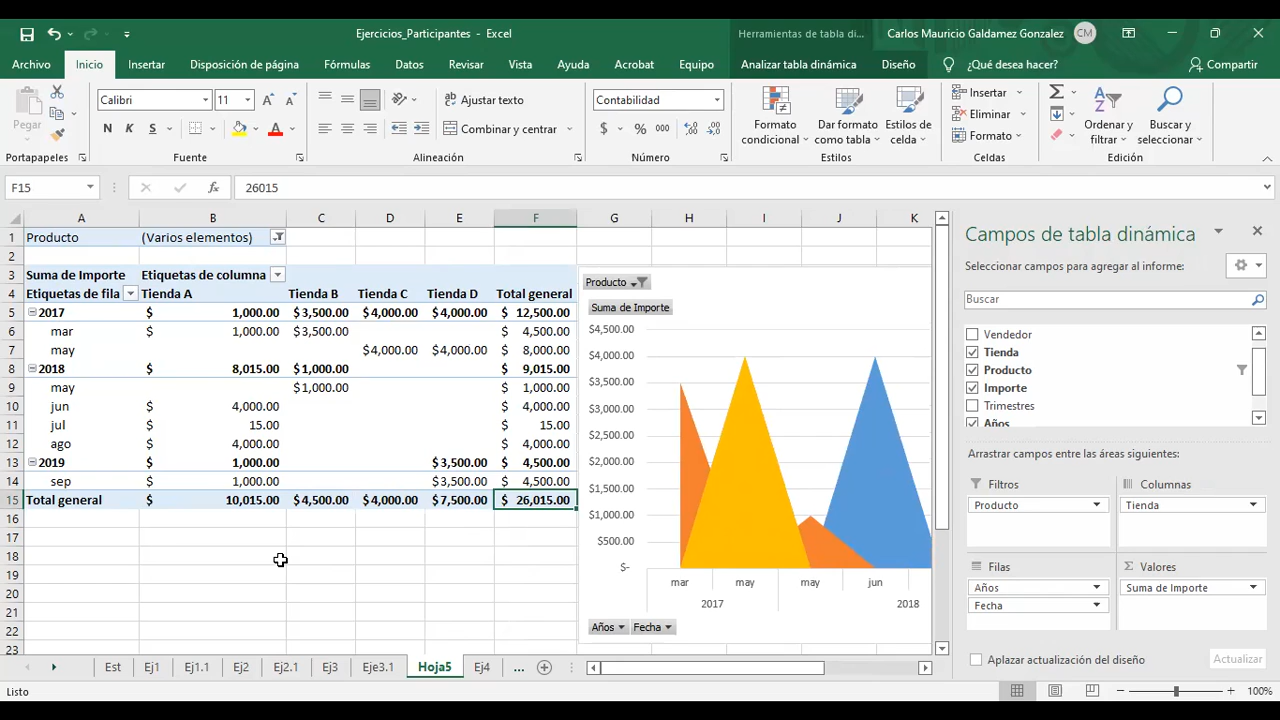 Ejercicios_Participantes - Excel
Herramientas de tabla di...
Carlos Mauricio Galdamez Gonzalez
CM
Archivo Inicio Insertar Disposición de página Fórmulas Datos Revisar Vista Ayuda Acrobat Equipo Analizar tabla dinámica Diseño ¿Qué desea hacer? Compartir
Pegar
Calibri 11
N K S
Ajustar texto
Combinar y centrar
Contabilidad
$ % 000
Formato condicional
Dar formato como tabla
Estilos de celda
Insertar
Eliminar
Formato
Ordenar y filtrar
Buscar y seleccionar
Portapapeles Fuente Alineación Número Estilos Celdas Edición
F15 fx 26015
A B C D E F G H I J K
1 Producto (Varios elementos)
2
3 Suma de Importe Etiquetas de columna
4 Etiquetas de fila Tienda A Tienda B Tienda C Tienda D Total general
5 2017 $ 1,000.00 $3,500.00 $4,000.00 $4,000.00 $ 12,500.00
6 mar $ 1,000.00 $3,500.00 $ 4,500.00
7 may $4,000.00 $4,000.00 $ 8,000.00
8 2018 $ 8,015.00 $1,000.00 $ 9,015.00
9 may $1,000.00 $ 1,000.00
10 jun $ 4,000.00 $ 4,000.00
11 jul $ 15.00 $ 15.00
12 ago $ 4,000.00 $ 4,000.00
13 2019 $ 1,000.00 $3,500.00 $ 4,500.00
14 sep $ 1,000.00 $3,500.00 $ 4,500.00
15 Total general $ 10,015.00 $4,500.00 $4,000.00 $7,500.00 $ 26,015.00
16
17
18
19
20
21
22
23
Producto
Suma de Importe
$4,500.00
$4,000.00
$3,500.00
$3,000.00
$2,500.00
$2,000.00
$1,500.00
$1,000.00
$500.00
$-
mar may may jun
2017 2018
Años Fecha
Campos de tabla dinámica
Seleccionar campos para agregar al informe:
Buscar
Vendedor
Tienda
Producto
Importe
Trimestres
Años
Arrastrar campos entre las áreas siguientes:
Filtros Columnas
Producto Tienda
Filas Valores
Años Suma de Importe
Fecha
Aplazar actualización del diseño Actualizar
Est Ej1 Ej1.1 Ej2 Ej2.1 Ej3 Eje3.1 Hoja5 Ej4 ...
Listo 100%